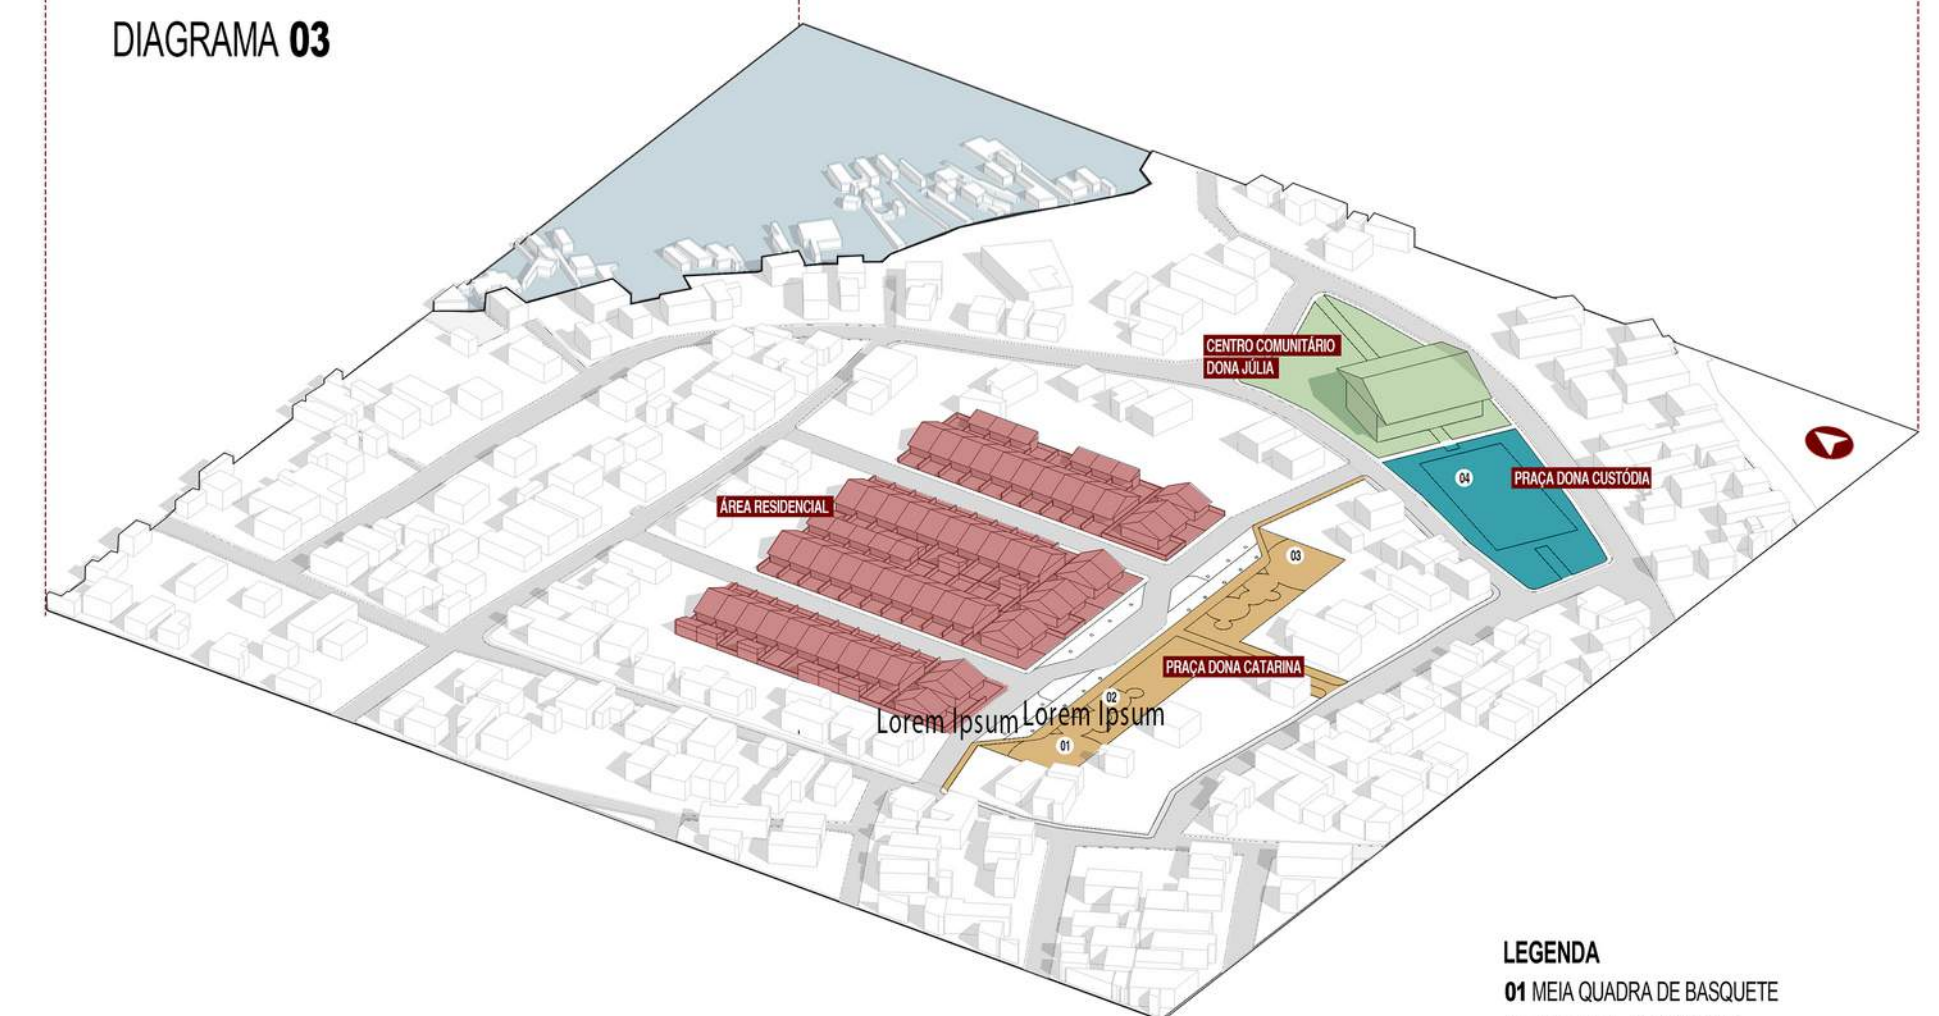 DIAGRAMA 03
CENTRO COMUNITÁRIO
DONA JÚLIA
04
PRAÇA DONA CUSTÓDIA
ÁREA RESIDENCIAL
03
PRAÇA DONA CATARINA
02
Lorem Ipsum Lorem Ipsum
01
LEGENDA
01 MEIA QUADRA DE BASQUETE